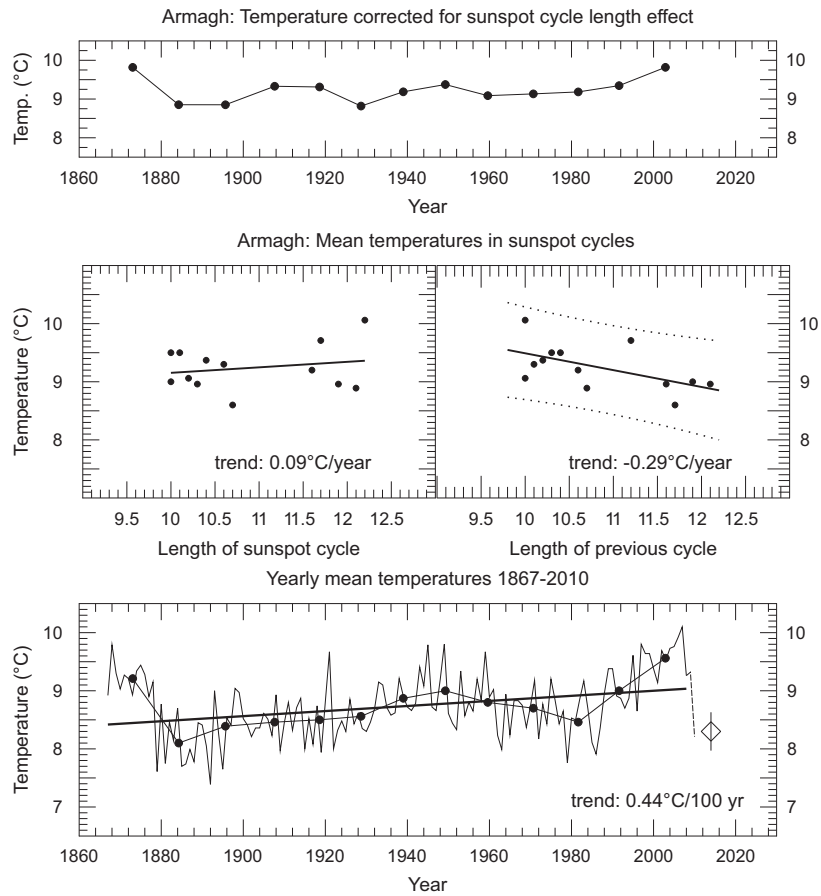 Armagh: Temperature corrected for sunspot cycle length effect
10 10
9 9
8 8
Temp. (°C)
1860 1880 1900 1920 1940 1960 1980 2000 2020
Year
Armagh: Mean temperatures in sunspot cycles
10 10
9 9
8 8
Temperature (°C)
trend: 0.09°C/year trend: -0.29°C/year
9.5 10 10.5 11 11.5 12 12.5 9.5 10 10.5 11 11.5 12 12.5
Length of sunspot cycle Length of previous cycle
Yearly mean temperatures 1867-2010
10 10
9 9
8 8
7 7
Temperature (°C)
trend: 0.44°C/100 yr
1860 1880 1900 1920 1940 1960 1980 2000 2020
Year